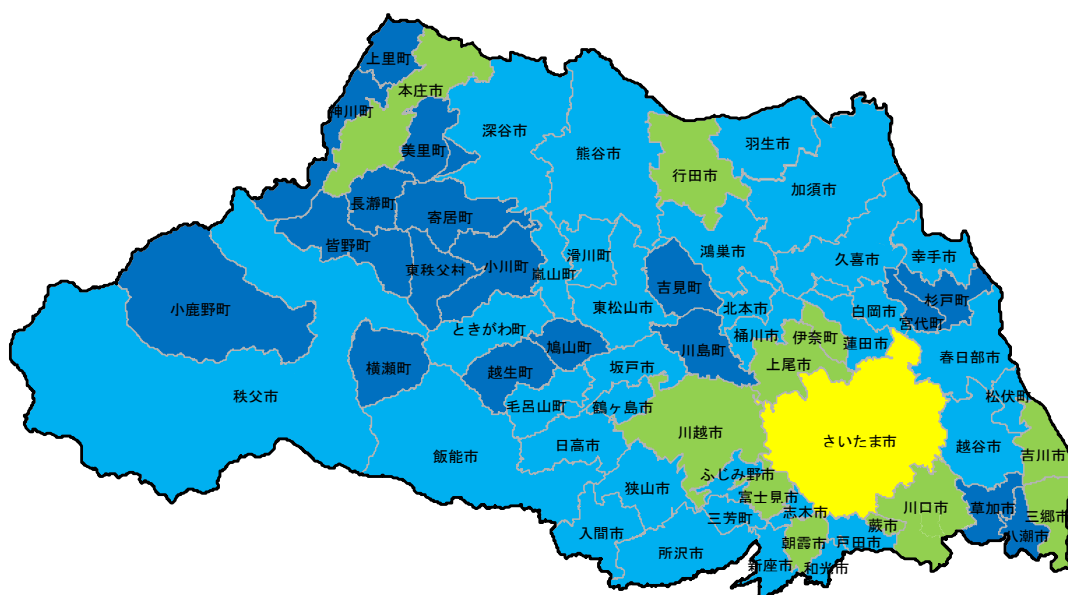 上里町
本庄市
神川町
美里町
深谷市
熊谷市
行田市
羽生市
加須市
長瀞町
寄居町
皆野町
東秩父村
小川町
嵐山町
滑川町
吉見町
鴻巣市
久喜市
幸手市
小鹿野町
ときがわ町
東松山市
北本市
白岡市
杉戸町
宮代町
横瀬町
越生町
鳩山町
坂戸市
川島町
桶川市
伊奈町
蓮田市
上尾市
春日部市
秩父市
毛呂山町
鶴ヶ島市
松伏町
飯能市
日高市
川越市
さいたま市
越谷市
吉川市
狭山市
ふじみ野市
富士見市
三芳町
志木市
川口市
蕨市
草加市
三郷市
八潮市
入間市
所沢市
朝霞市
戸田市
新座市
和光市